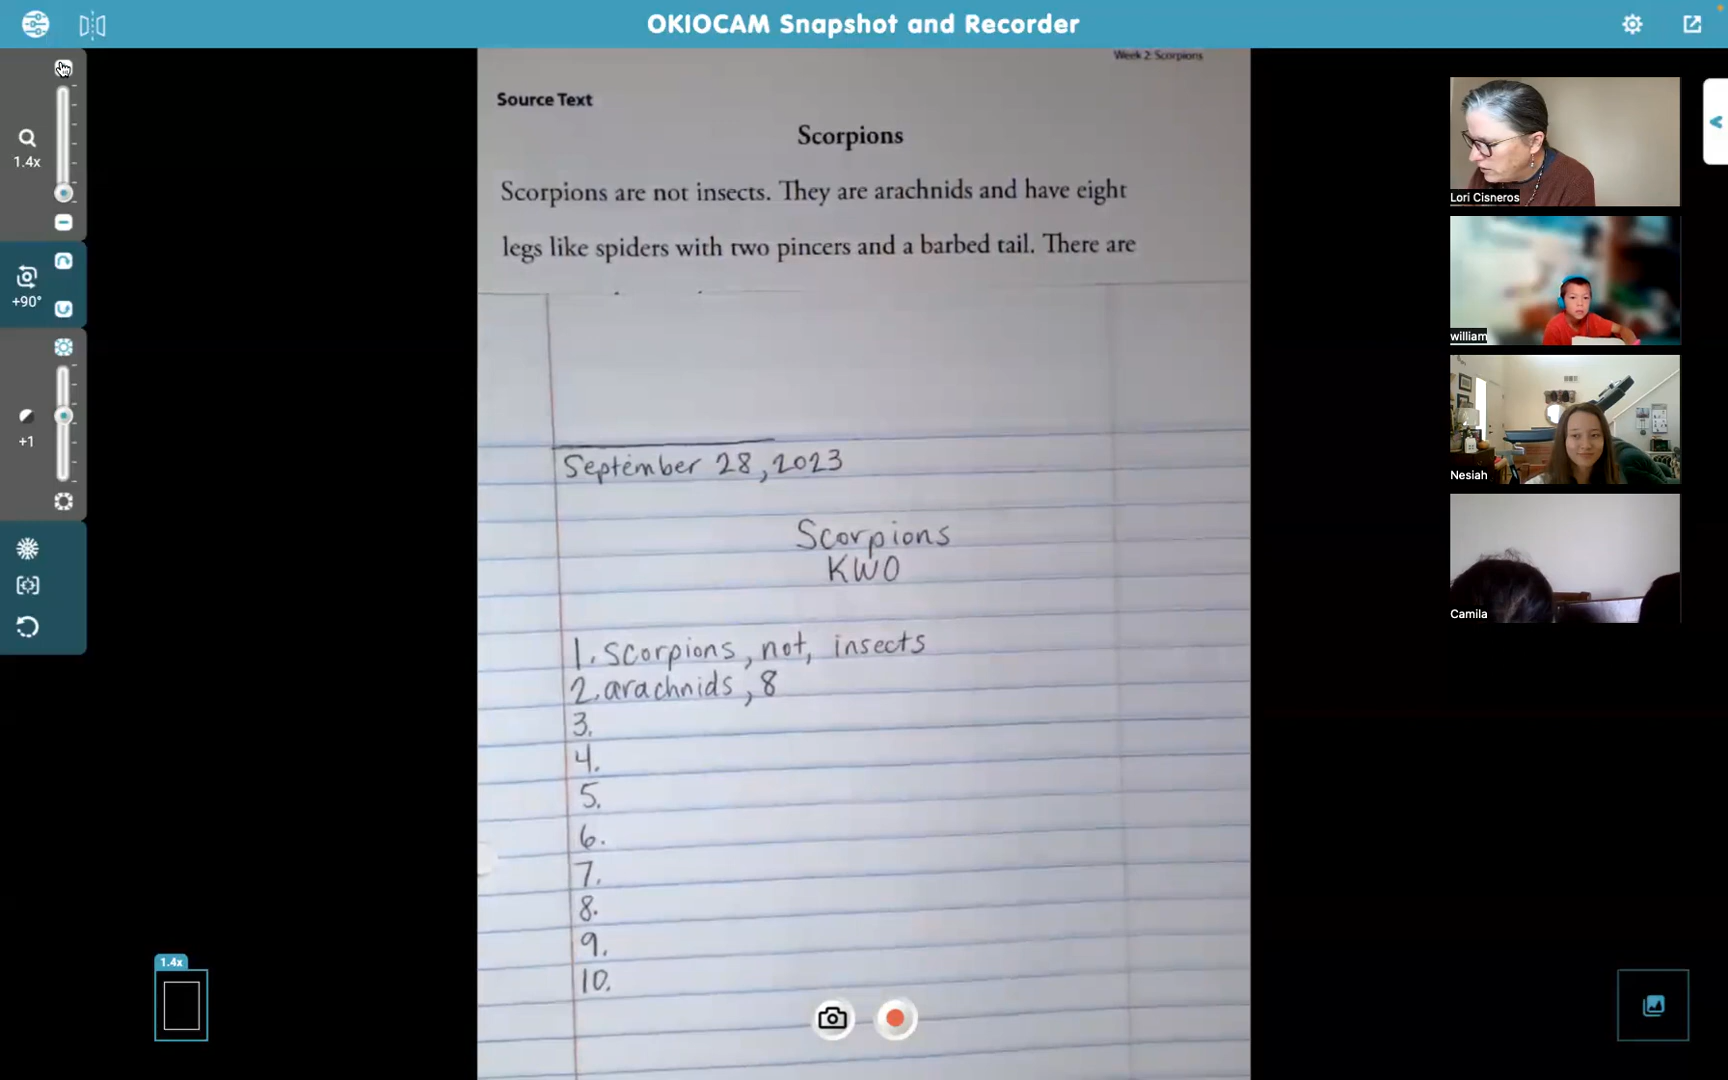 OKIOCAM Snapshot and Recorder
Week 2: Scorpions
Source Text
Scorpions
Scorpions are not insects. They are arachnids and have eight
legs like spiders with two pincers and a barbed tail. There are
September 28, 2023
Scorpions
KWO
1. scorpions, not, insects
2. arachnids, 8
3.
4.
5.
6.
7.
8.
9.
10.
1.4x
+90°
+1
1.4x
Lori Cisneros
william
Nesiah
Camila